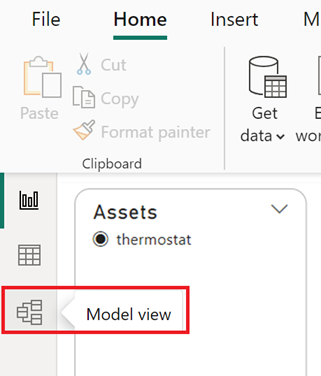 File Home Insert
Cut
Copy
Format painter
Paste
Get
data
Clipboard
Assets
thermostat
Model view